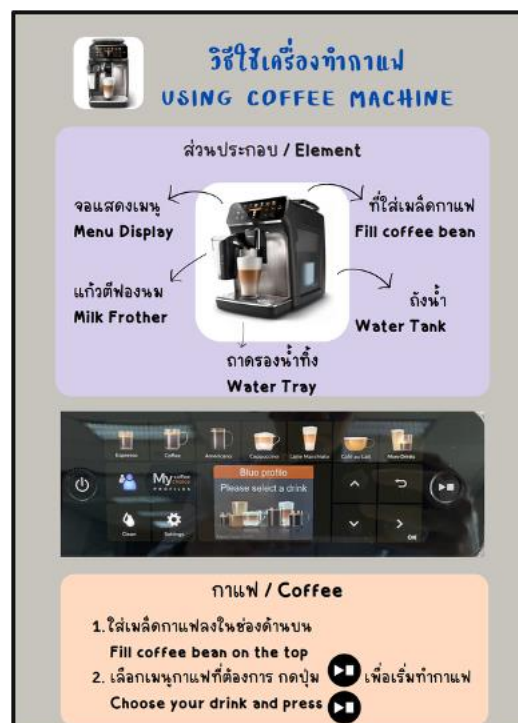 วิธีใช้เครื่องทำกาแฟ
USING COFFEE MACHINE
ส่วนประกอบ / Element
จอแสดงเมนู
Menu Display
ที่ใส่เมล็ดกาแฟ
Fill coffee bean
แก้วตีฟองนม
Milk Frother
ถังน้ำ
Water Tank
ถาดรองน้ำทิ้ง
Water Tray
Espresso Coffee Americano Cappuccino Latte Macchiato Café au Lait More Drinks
My coffee choice
PROFILES
Blue profile
Please select a drink
Clean Settings
OK
กาแฟ / Coffee
1. ใส่เมล็ดกาแฟลงในช่องด้านบน
Fill coffee bean on the top
2. เลือกเมนูกาแฟที่ต้องการ กดปุ่ม เพื่อเริ่มทำกาแฟ
Choose your drink and press